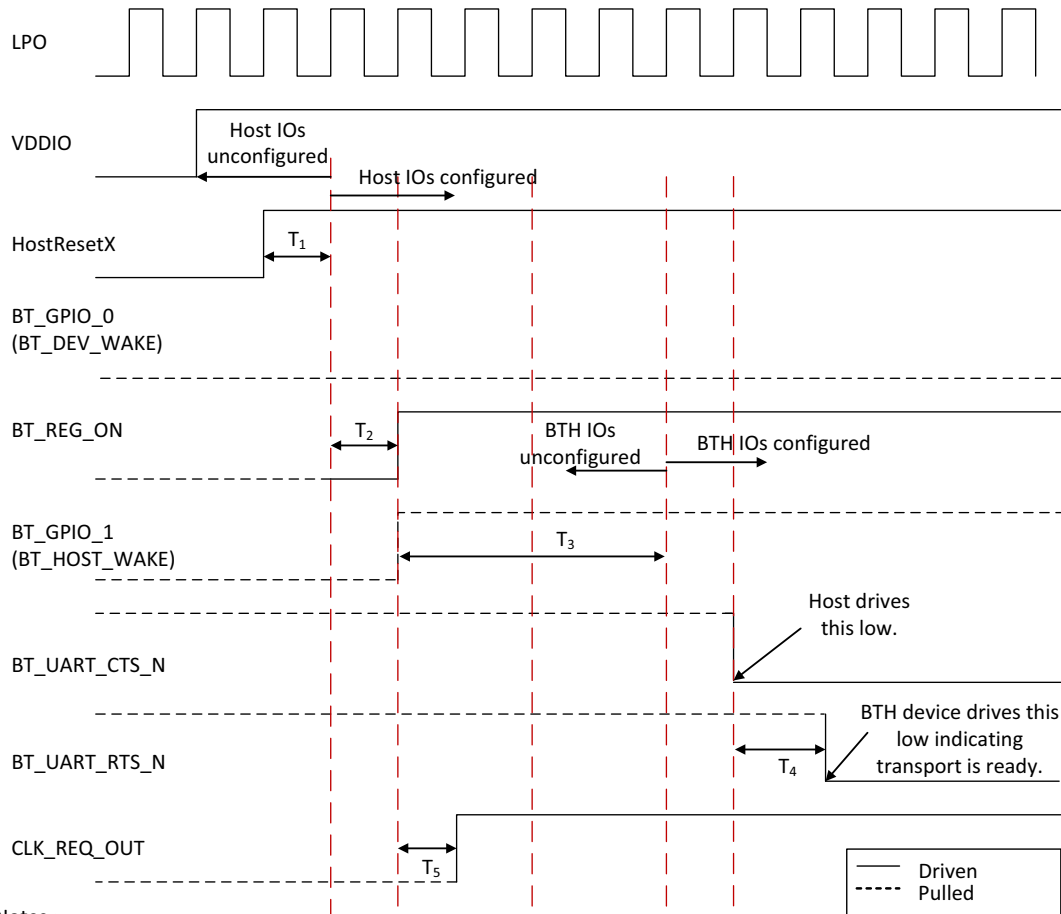 LPO
VDDIO
Host IOs
unconfigured
Host IOs configured
HostResetX
T1
BT_GPIO_0
(BT_DEV_WAKE)
BT_REG_ON
T2
BTH IOs
unconfigured
BTH IOs configured
BT_GPIO_1
(BT_HOST_WAKE)
T3
Host drives
this low.
BT_UART_CTS_N
BT_UART_RTS_N
T4
BTH device drives this
low indicating
transport is ready.
CLK_REQ_OUT
T5
Driven
Pulled